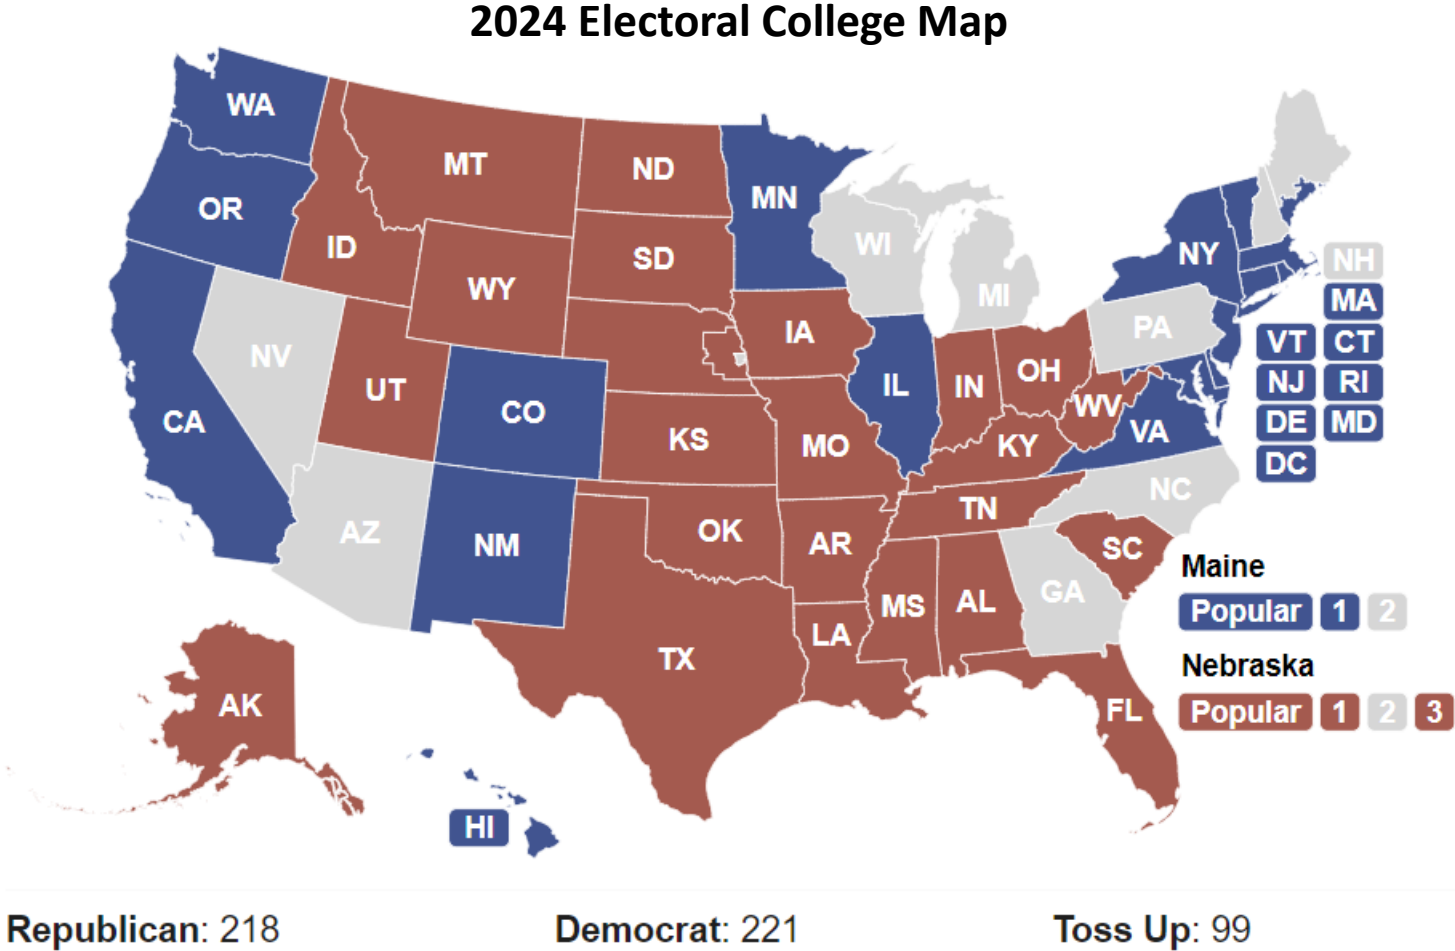 2024 Electoral College Map
WA
MT
ND
MN
OR
ID
SD
WI
NY
NH
WY
MI
MA
IA
PA
VT
CT
NV
UT
NJ
RI
IL
IN
OH
CO
CA
KS
MO
WV
VA
DE
MD
KY
DC
NC
AZ
NM
OK
AR
TN
SC
Maine
MS
AL
GA
Popular 1 2
LA
TX
Nebraska
AK
FL
Popular 1 2 3
HI
Republican: 218 Democrat: 221 Toss Up: 99